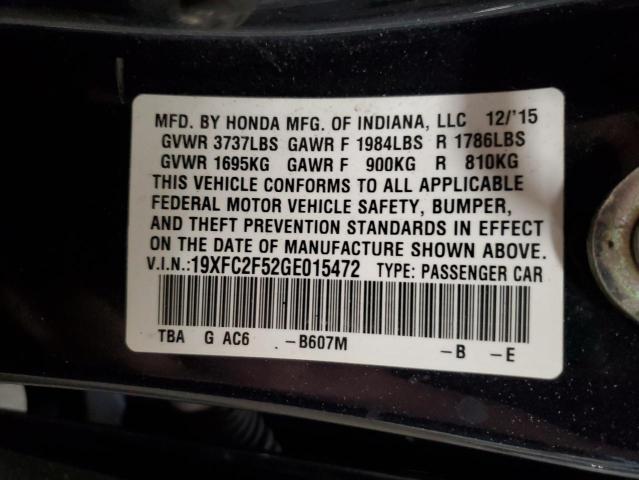 MFD. BY HONDA MFG. OF INDIANA, LLC 12/'15
GVWR 3737LBS GAWR F 1984LBS R 1786LBS
GVWR 1695KG GAWR F 900KG R 810KG
THIS VEHICLE CONFORMS TO ALL APPLICABLE
FEDERAL MOTOR VEHICLE SAFETY, BUMPER,
AND THEFT PREVENTION STANDARDS IN EFFECT
ON THE DATE OF MANUFACTURE SHOWN ABOVE.
V.I.N.:19XFC2F52GE015472 TYPE: PASSENGER CAR
TBA G AC6 -B607M -B -E